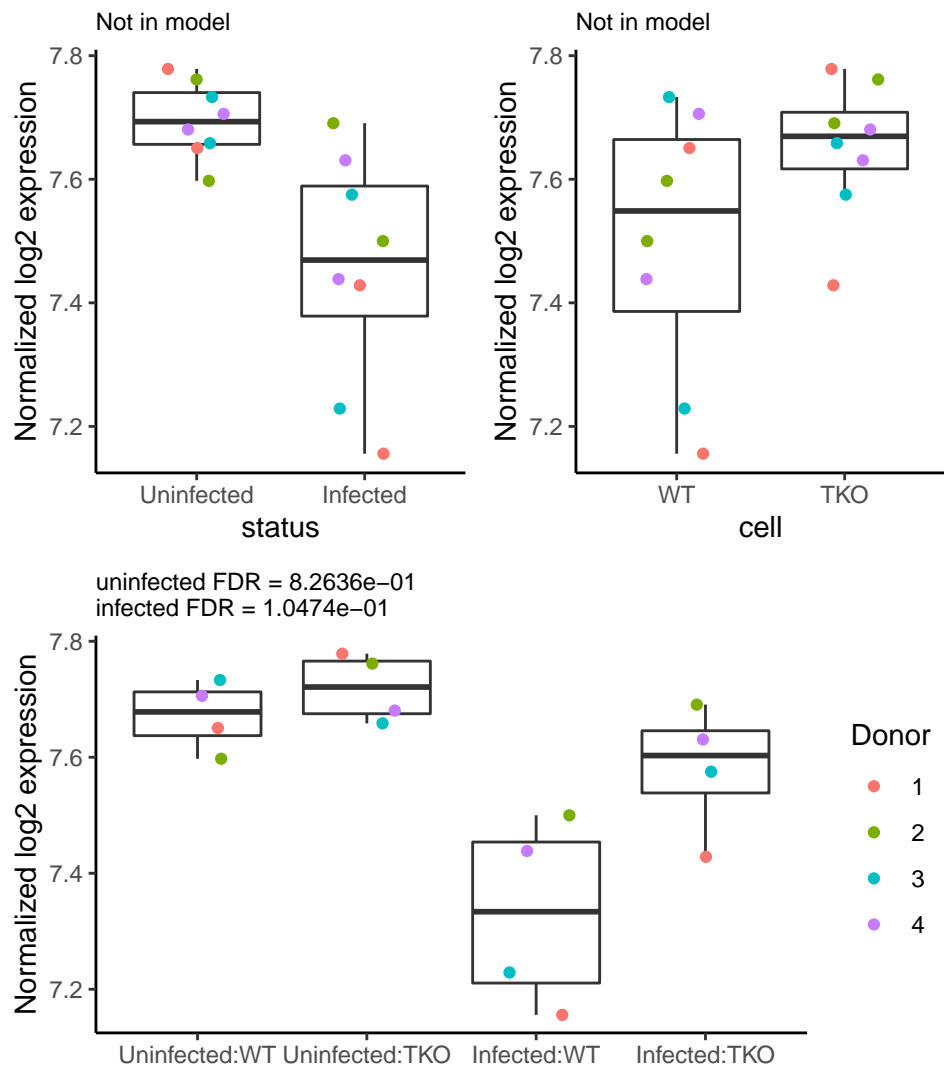 Not in model
Normalized log2 expression
7.8
7.6
7.4
7.2
Uninfected Infected
status
Not in model
Normalized log2 expression
7.8
7.6
7.4
7.2
WT TKO
cell
uninfected FDR = 8.2636e−01
infected FDR = 1.0474e−01
Normalized log2 expression
7.8
7.6
7.4
7.2
Uninfected:WT Uninfected:TKO Infected:WT Infected:TKO
Donor
1
2
3
4